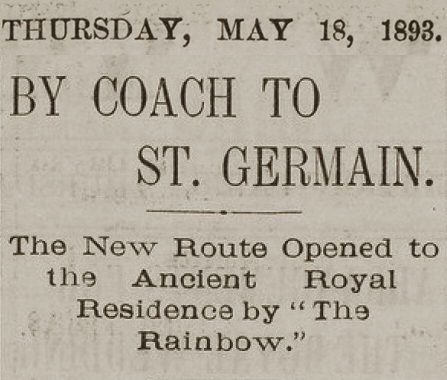 THURSDAY, MAY 18, 1893.
BY COACH TO
ST. GERMAIN.
The New Route Opened to
the Ancient Royal
Residence by "The
Rainbow."